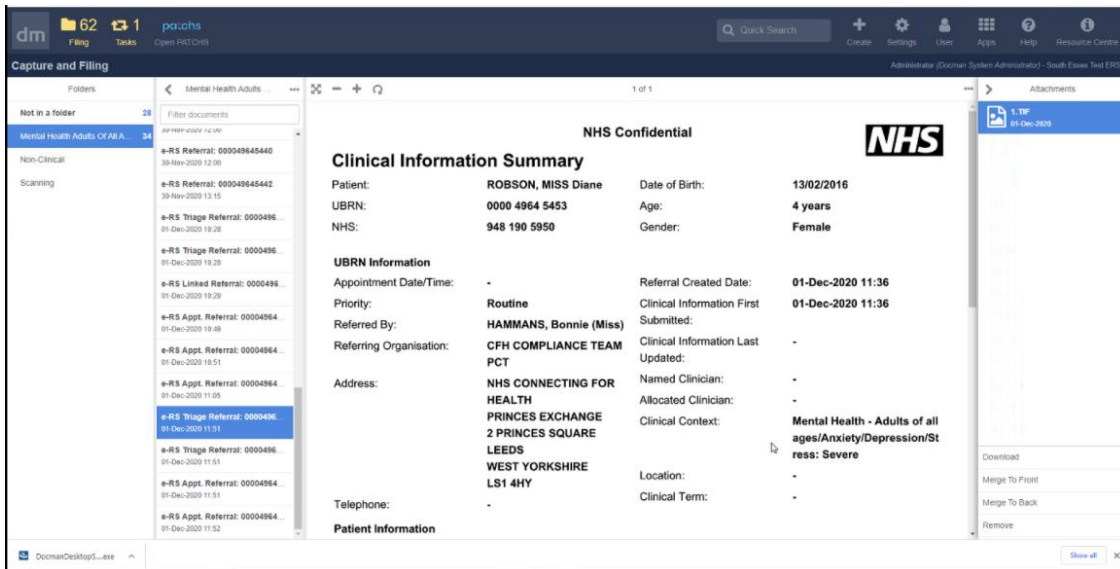 dm
62
Filing
1
Tasks
patchs
Open PATCHS
Quick Search
Create
Settings
User
Apps
Help
Resource Centre
Capture and Filing
Administrator (Docman System Administrator) - South Essex Test ERS
Folders
Not in a folder 28
Mental Health Adults Of All A... 34
Non-Clinical
Scanning
Mental Health Adults ...
Filter documents
30-Nov-2020 12:00
e-RS Referral: 000049645440
30-Nov-2020 12:00
e-RS Referral: 000049645442
30-Nov-2020 13:15
e-RS Triage Referral: 0000496...
01-Dec-2020 10:28
e-RS Triage Referral: 0000496...
01-Dec-2020 10:28
e-RS Linked Referral: 0000496...
01-Dec-2020 10:29
e-RS Appt. Referral: 00004964...
01-Dec-2020 10:49
e-RS Appt. Referral: 00004964...
01-Dec-2020 10:51
e-RS Appt. Referral: 00004964...
01-Dec-2020 11:05
e-RS Triage Referral: 0000496...
01-Dec-2020 11:51
e-RS Triage Referral: 0000496...
01-Dec-2020 11:51
e-RS Appt. Referral: 00004964...
01-Dec-2020 11:51
e-RS Appt. Referral: 00004964...
01-Dec-2020 11:52
1 of 1
NHS Confidential
NHS
Clinical Information Summary
Patient: ROBSON, MISS Diane
UBRN: 0000 4964 5453
NHS: 948 190 5950
Date of Birth: 13/02/2016
Age: 4 years
Gender: Female
UBRN Information
Appointment Date/Time: -
Priority: Routine
Referred By: HAMMANS, Bonnie (Miss)
Referring Organisation: CFH COMPLIANCE TEAM
PCT
Address: NHS CONNECTING FOR
HEALTH
PRINCES EXCHANGE
2 PRINCES SQUARE
LEEDS
WEST YORKSHIRE
LS1 4HY
Telephone: -
Referral Created Date: 01-Dec-2020 11:36
Clinical Information First 01-Dec-2020 11:36
Submitted:
Clinical Information Last -
Updated:
Named Clinician: -
Allocated Clinician: -
Clinical Context: Mental Health - Adults of all
ages/Anxiety/Depression/St
ress: Severe
Location: -
Clinical Term: -
Patient Information
Attachments
1.TIF
01-Dec-2020
Download
Merge To Front
Merge To Back
Remove
DocmanDesktopS....exe
Show all